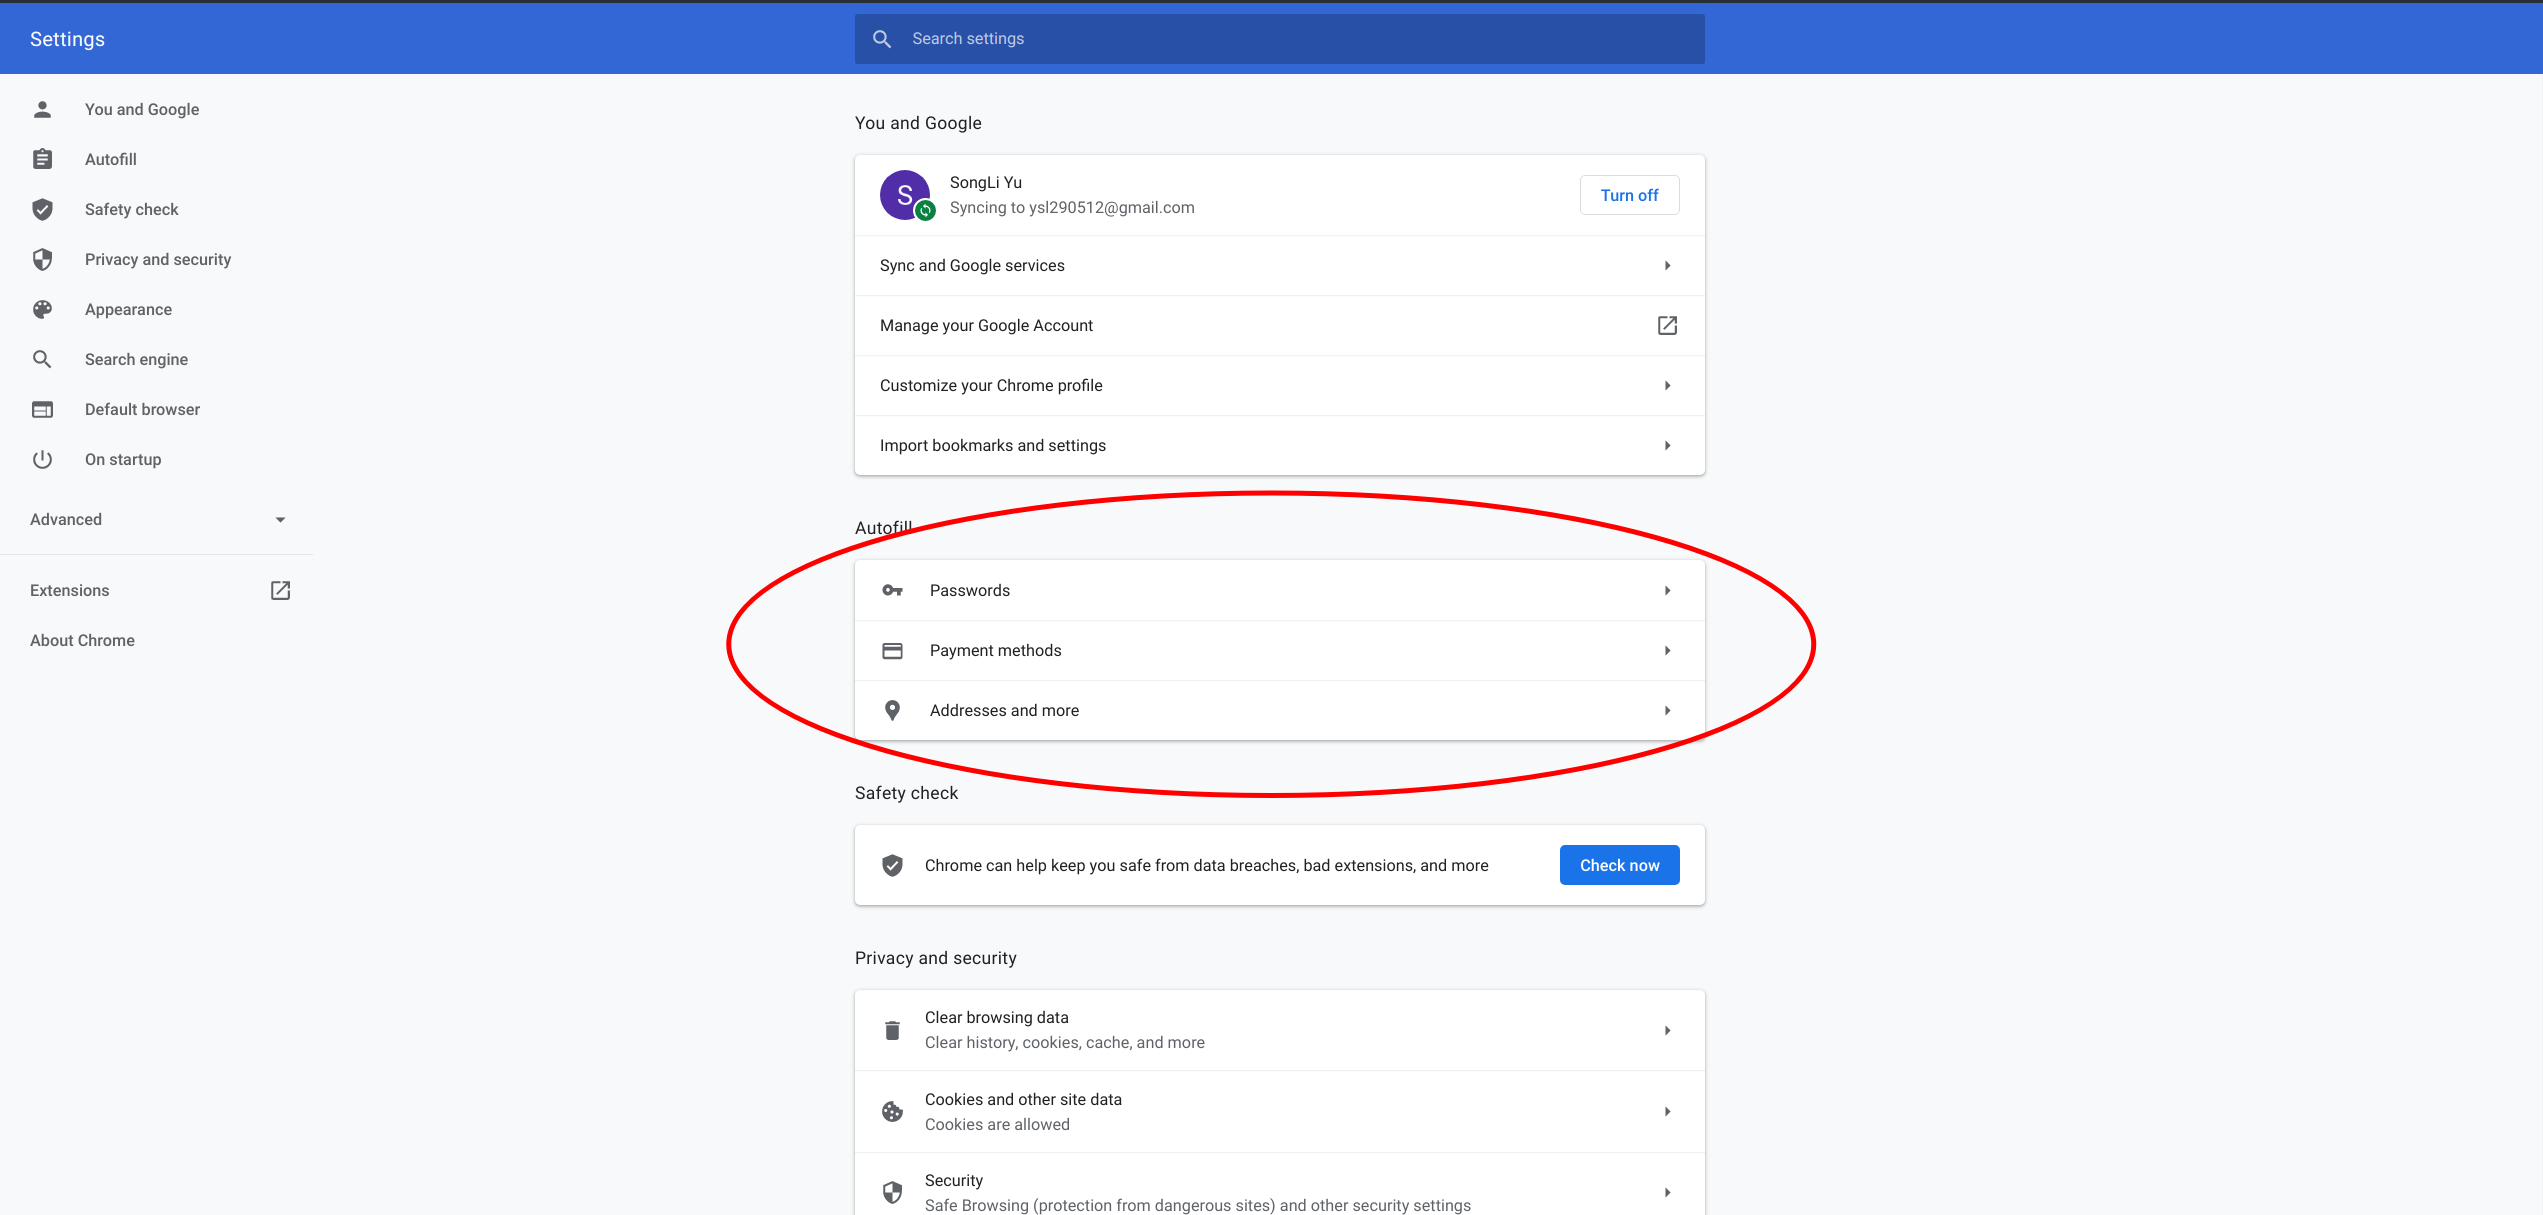 Settings
Search settings
You and Google
Autofill
Safety check
Privacy and security
Appearance
Search engine
Default browser
On startup
Advanced
Extensions
About Chrome
You and Google
S
SongLi Yu
Syncing to ysl290512@gmail.com
Turn off
Sync and Google services
Manage your Google Account
Customize your Chrome profile
Import bookmarks and settings
Autofill
Passwords
Payment methods
Addresses and more
Safety check
Chrome can help keep you safe from data breaches, bad extensions, and more
Check now
Privacy and security
Clear browsing data
Clear history, cookies, cache, and more
Cookies and other site data
Cookies are allowed
Security
Safe Browsing (protection from dangerous sites) and other security settings